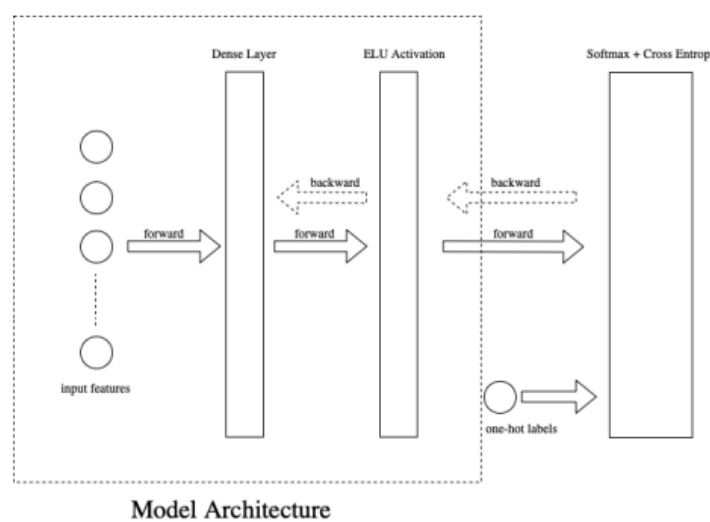 Dense Layer
ELU Activation
Softmax + Cross Entrop
backward
backward
forward
forward
forward
input features
one-hot labels
Model Architecture